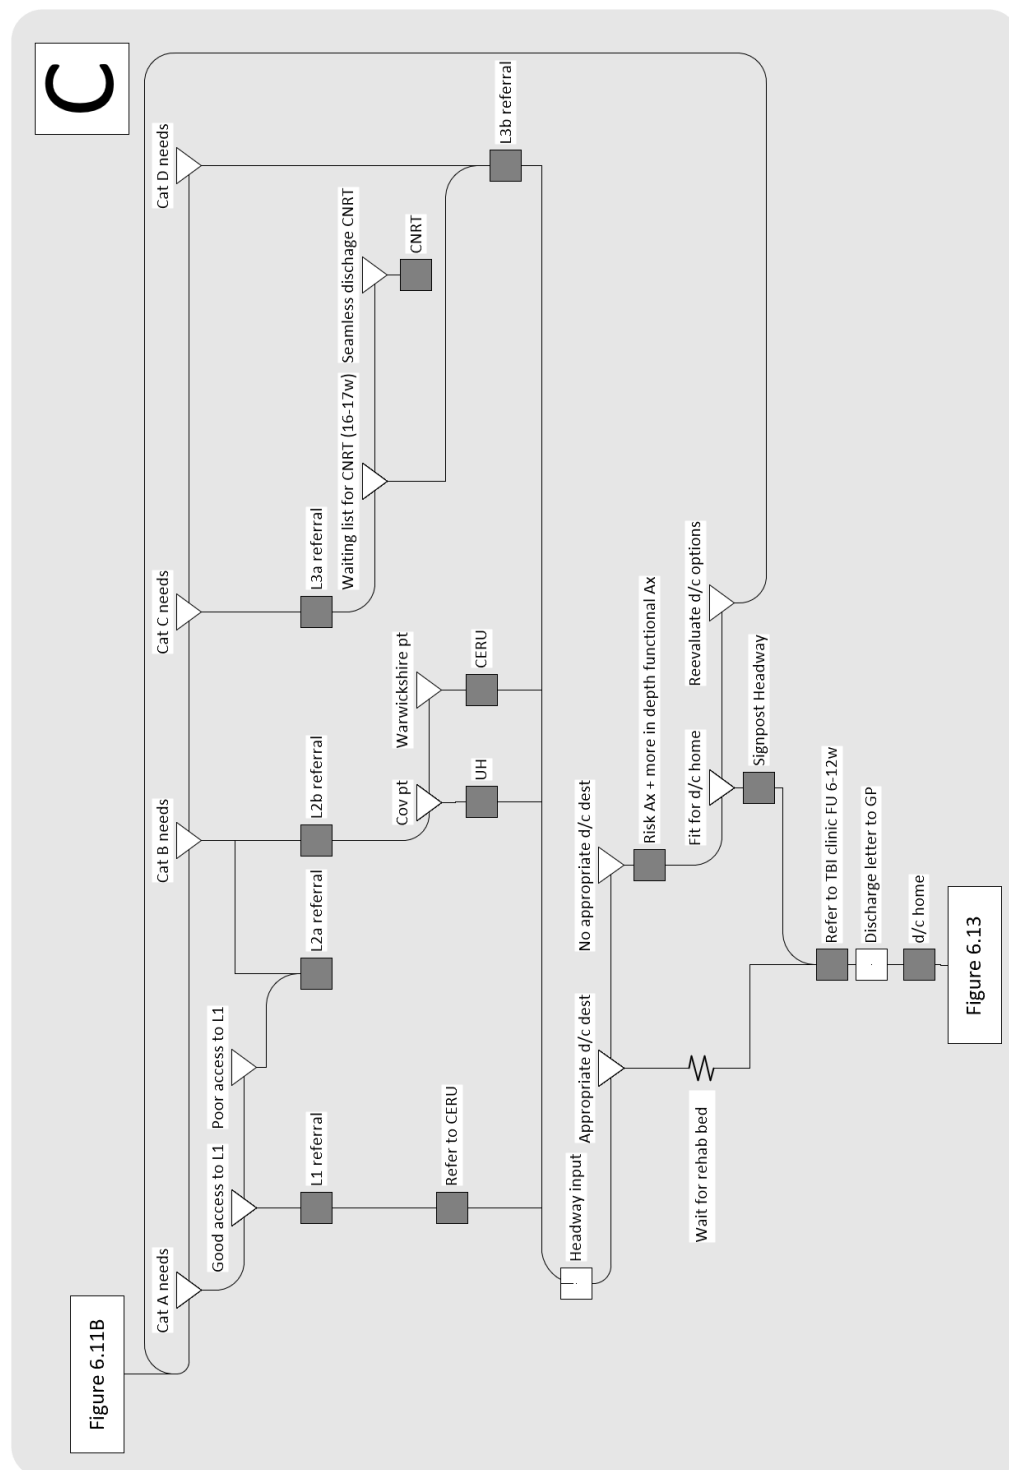 C
Figure 6.11B
Cat A needs
Cat B needs
Cat C needs
Cat D needs
Good access to L1
Poor access to L1
L1 referral
L2a referral
L2b referral
L3a referral
Waiting list for CNRT (16-17w)
Seamless dischage CNRT
CNRT
L3b referral
Refer to CERU
Cov pt
Warwickshire pt
UH
CERU
Headway input
Appropriate d/c dest
No appropriate d/c dest
Risk Ax + more in depth functional Ax
Wait for rehab bed
Fit for d/c home
Reevaluate d/c options
Signpost Headway
Refer to TBI clinic FU 6-12w
Discharge letter to GP
d/c home
Figure 6.13